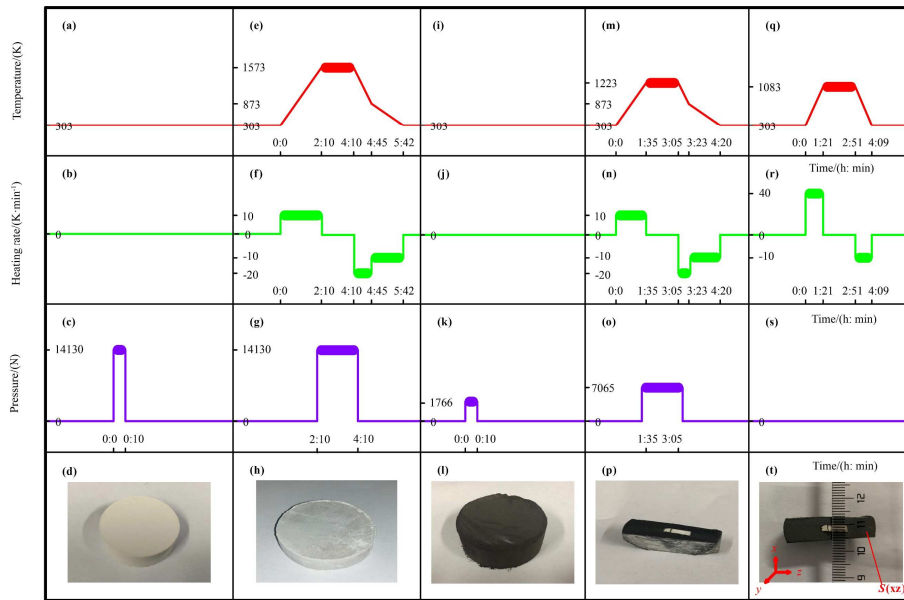 (a)
(e)
(i)
(m)
(q)
Temperature/(K)
303
1573
873
303
0:0 2:10 4:10 4:45 5:42
303
1223
873
303
0:0 1:35 3:05 3:23 4:20
1083
303
0:0 1:21 2:51 4:09
Time/(h: min)
(b)
(f)
(j)
(n)
(r)
Heating rate/(K·min⁻¹)
0
10
0
-10
-20
0:0 2:10 4:10 4:45 5:42
0
10
0
-10
-20
0:0 1:35 3:05 3:23 4:20
40
0
-10
0:0 1:21 2:51 4:09
Time/(h: min)
(c)
(g)
(k)
(o)
(s)
Pressure/(N)
14130
0
0:0 0:10
14130
0
2:10 4:10
1766
0
0:0 0:10
7065
0
1:35 3:05
0
Time/(h: min)
(d)
(h)
(l)
(p)
(t)
12
11
10
9
x
y
z
S(xz)